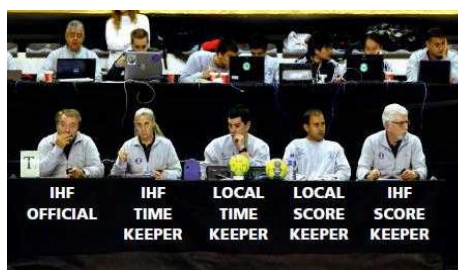 T
IHF OFFICIAL
IHF TIME KEEPER
LOCAL TIME KEEPER
LOCAL SCORE KEEPER
IHF SCORE KEEPER